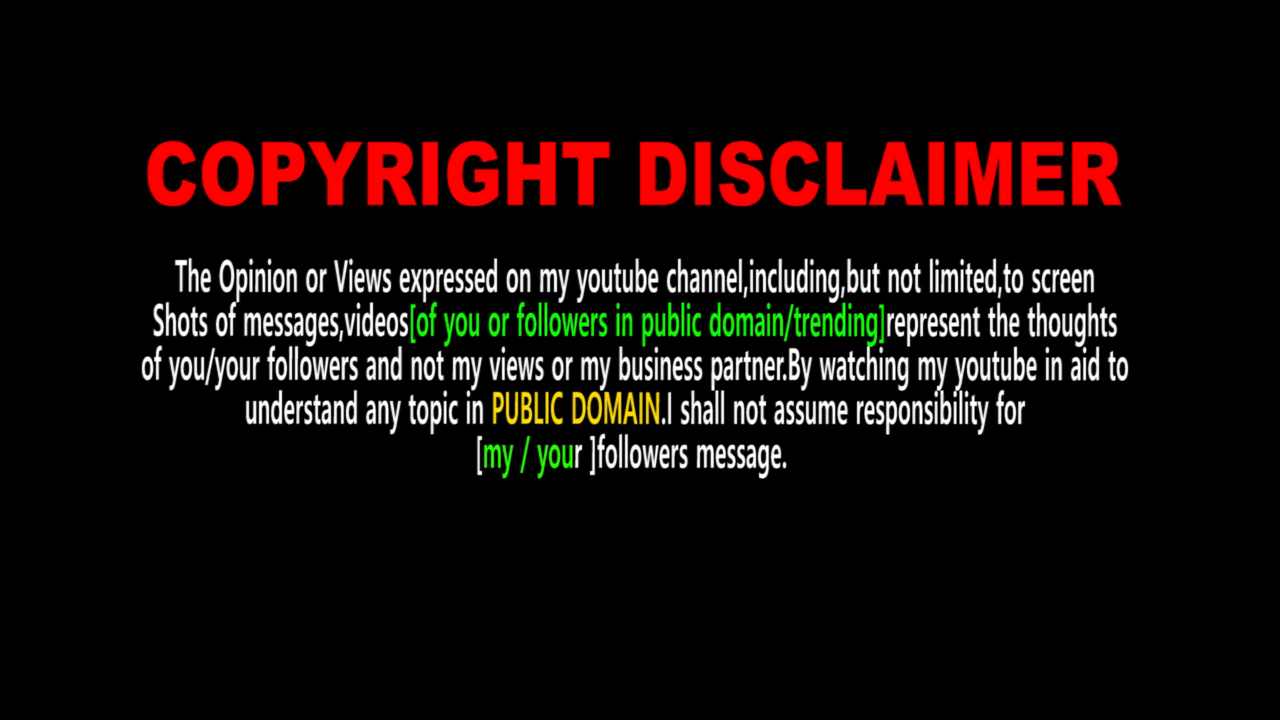 COPYRIGHT DISCLAIMER
The Opinion or Views expressed on my youtube channel,including,but not limited,to screen
Shots of messages,videos[of you or followers in public domain/trending]represent the thoughts
of you/your followers and not my views or my business partner.By watching my youtube in aid to
understand any topic in PUBLIC DOMAIN.I shall not assume responsibility for
[my / your ]followers message.